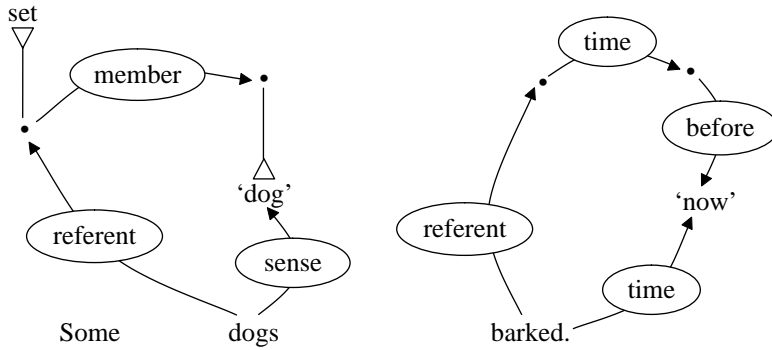 set
member
time
before
‘dog’
‘now’
referent
referent
sense
time
Some dogs barked.